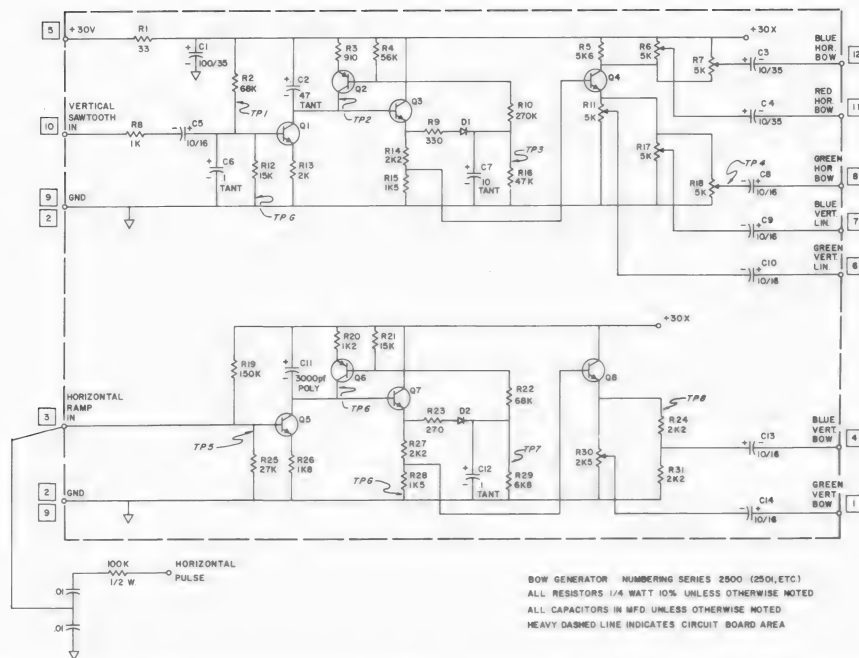 5
+30V
R1
33
C1
100/35
R2
68K
TP1
C2
47
TANT
R3
910
R4
56K
Q2
TP2
Q3
R10
270K
R5
5K6
Q4
R6
5K
R7
5K
+30X
C3
10/35
BLUE
HOR.
BOW
12
10
VERTICAL
SAWTOOTH
IN
R8
1K
C5
10/16
Q1
R9
330
D1
R11
5K
C4
10/35
RED
HOR.
BOW
11
C6
1
TANT
R12
15K
R13
2K
R14
2K2
R15
1K5
C7
10
TANT
TP3
R16
47K
R17
5K
R18
5K
TP4
C8
10/16
GREEN
HOR
BOW
8
9
GND
2
TPG
C9
10/16
BLUE
VERT.
LIN.
7
C10
10/16
GREEN
VERT.
LIN.
6
+30X
R19
150K
C11
3000pf
POLY
R20
1K2
R21
15K
Q6
TP6
Q7
R22
68K
Q8
3
HORIZONTAL
RAMP
IN
TP5
Q5
R23
270
D2
TP8
R24
2K2
R25
27K
R26
1K8
R27
2K2
R28
1K5
TPG
C12
1
TANT
TP7
R29
6K8
R30
2K5
R31
2K2
C13
10/16
BLUE
VERT.
BOW
4
2
GND
9
C14
10/16
GREEN
VERT.
BOW
1
100K
1/2 W.
HORIZONTAL
PULSE
.01
.01
BOW GENERATOR NUMBERING SERIES 2500 (2501,ETC)
ALL RESISTORS 1/4 WATT 10% UNLESS OTHERWISE NOTED
ALL CAPACITORS IN MFD UNLESS OTHERWISE NOTED
HEAVY DASHED LINE INDICATES CIRCUIT BOARD AREA